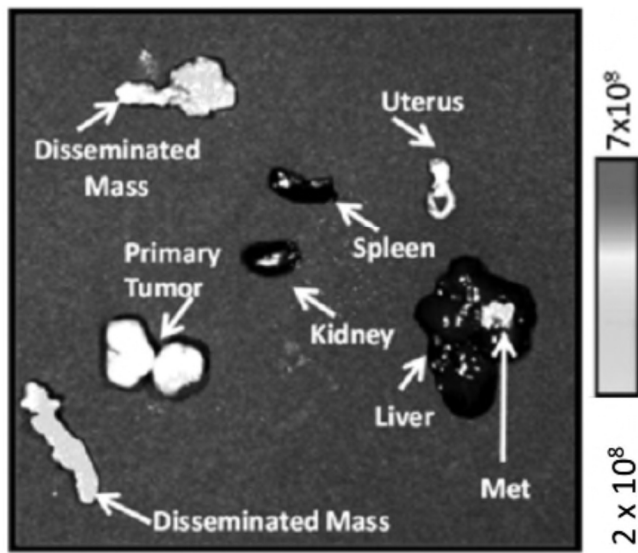 Disseminated
Mass
Uterus
Spleen
Primary
Tumor
Kidney
Liver
Met
Disseminated Mass
7x10⁸
2 x 10⁸